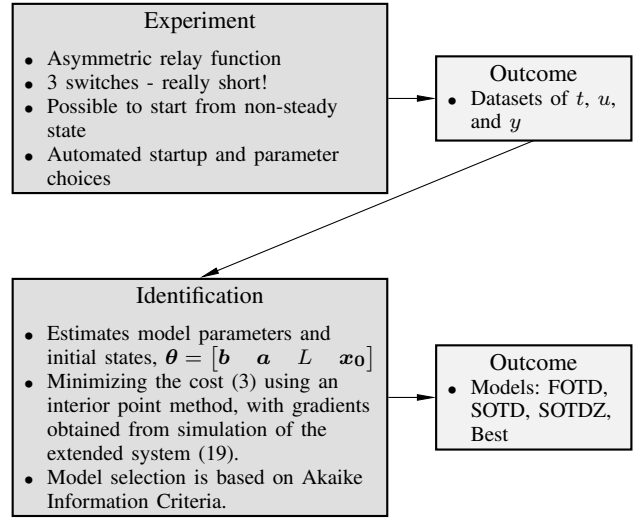 Experiment
• Asymmetric relay function
• 3 switches - really short!
• Possible to start from non-steady
state
• Automated startup and parameter
choices
Outcome
• Datasets of t, u,
and y
Identification
• Estimates model parameters and
initial states, θ = [b a L x₀]
• Minimizing the cost (3) using an
interior point method, with gradients
obtained from simulation of the
extended system (19).
• Model selection is based on Akaike
Information Criteria.
Outcome
• Models: FOTD,
SOTD, SOTDZ,
Best